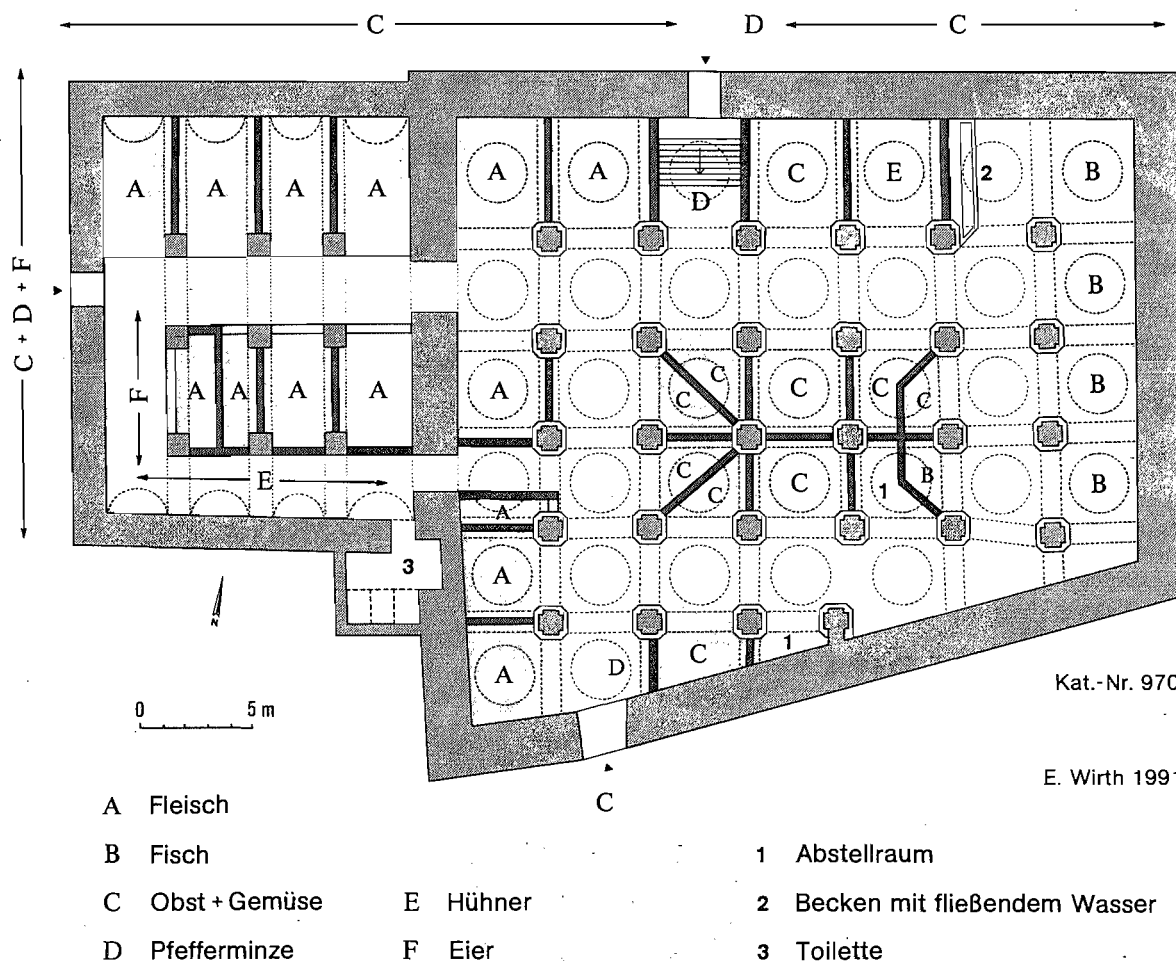 C D C
A A A A A A C E 2 B
D
B
C + D + F
F
A A A A A C C C C C B
E
A C C C 1 B B
3
A
N
A D C 1
0 5 m
Kat.-Nr. 970
E. Wirth 1991
C
A Fleisch
B Fisch
1 Abstellraum
C Obst + Gemüse E Hühner
2 Becken mit fließendem Wasser
D Pfefferminze F Eier
3 Toilette